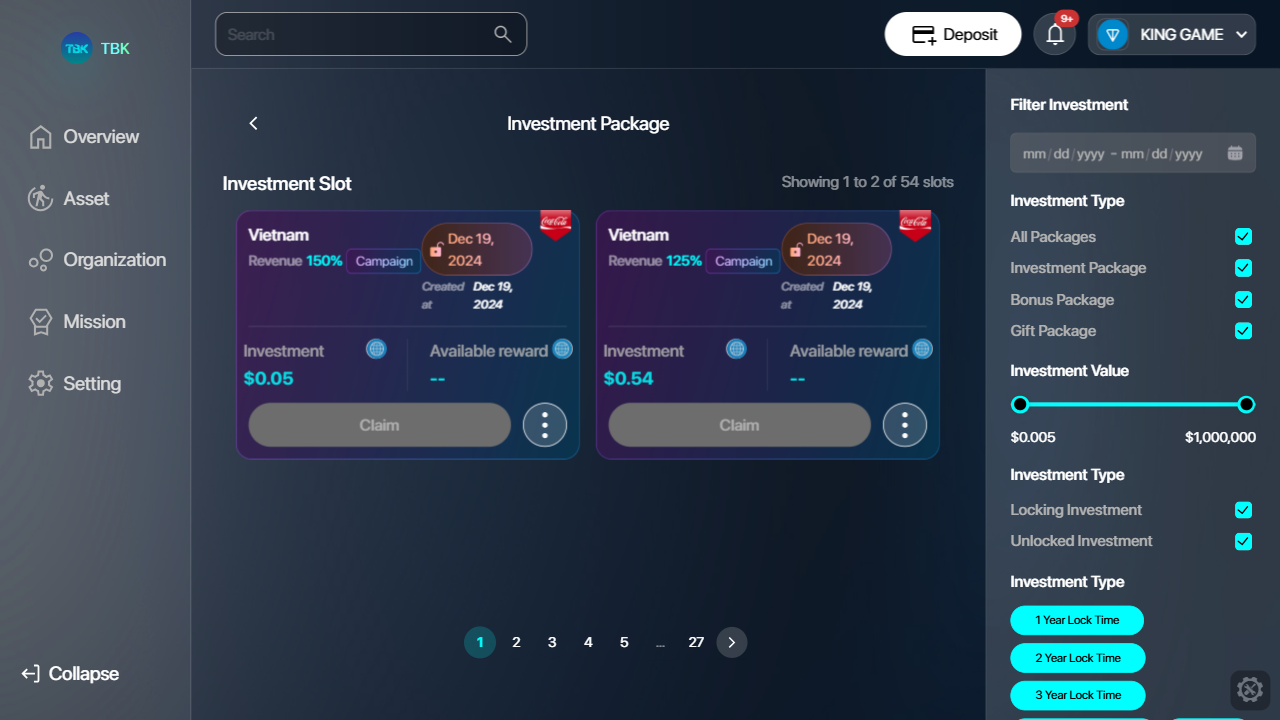 TBK TBK
Overview
Asset
Organization
Mission
Setting
Collapse
Search
Deposit
9+
KING GAME
Investment Package
Investment Slot
Showing 1 to 2 of 54 slots
Vietnam
Revenue 150% Campaign
Dec 19,
2024
Created at
Dec 19,
2024
Coca-Cola
Investment
$0.05
Available reward
--
Claim
Vietnam
Revenue 125% Campaign
Dec 19,
2024
Created at
Dec 19,
2024
Coca-Cola
Investment
$0.54
Available reward
--
Claim
1 2 3 4 5 ... 27
Filter Investment
mm/dd/yyyy - mm/dd/yyyy
Investment Type
All Packages
Investment Package
Bonus Package
Gift Package
Investment Value
$0.005 $1,000,000
Investment Type
Locking Investment
Unlocked Investment
Investment Type
1 Year Lock Time
2 Year Lock Time
3 Year Lock Time